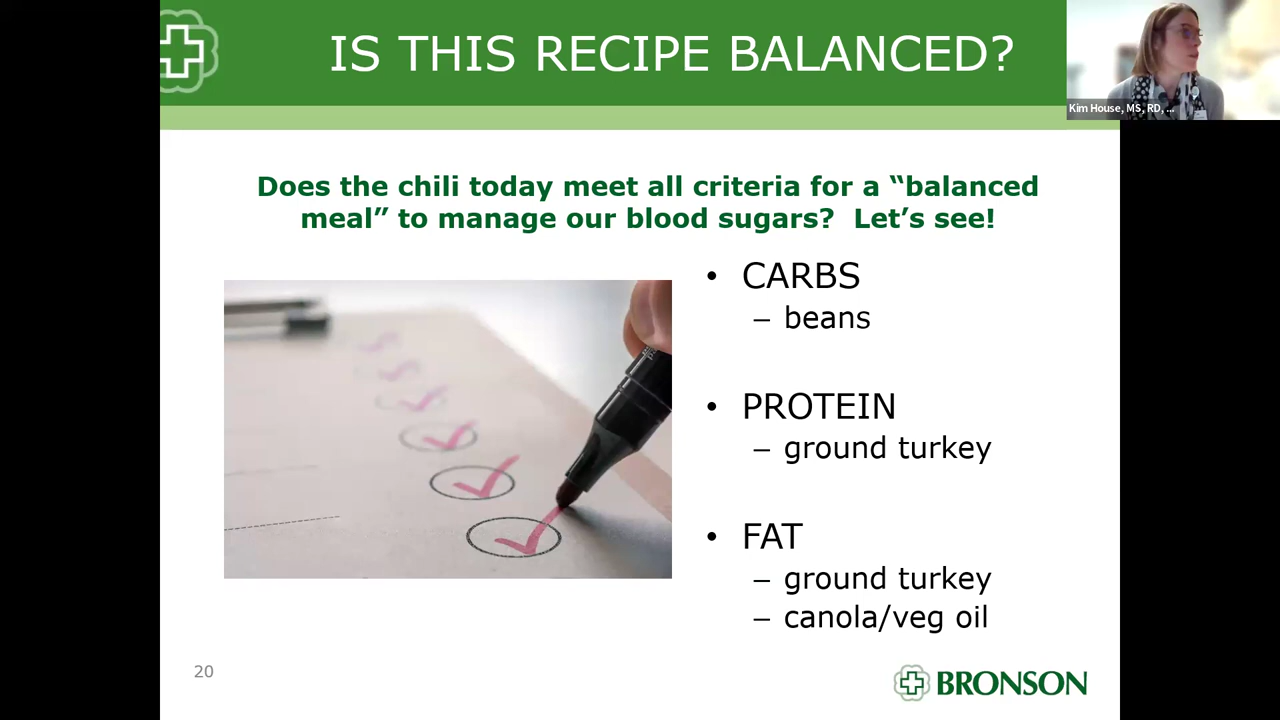 IS THIS RECIPE BALANCED?
Kim House, MS, RD, ...
Does the chili today meet all criteria for a “balanced
meal” to manage our blood sugars?  Let’s see!
• CARBS
– beans
• PROTEIN
– ground turkey
• FAT
– ground turkey
– canola/veg oil
20
BRONSON